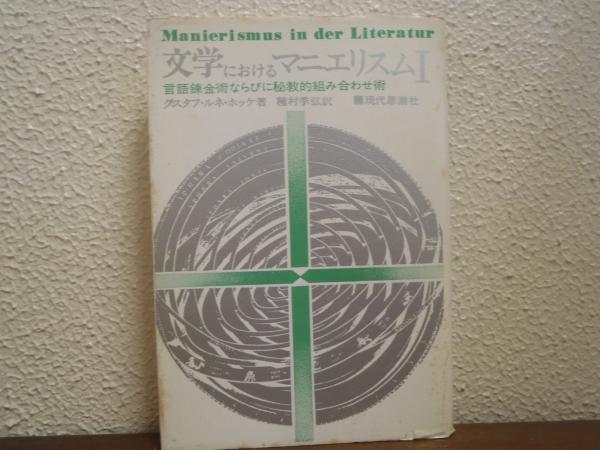 Manierismus in der Literatur
文学におけるマニエリスムI
言語錬金術ならびに秘教的組み合わせ術
グスタフ・ルネ・ホッケ著 種村季弘訳 現代思潮社